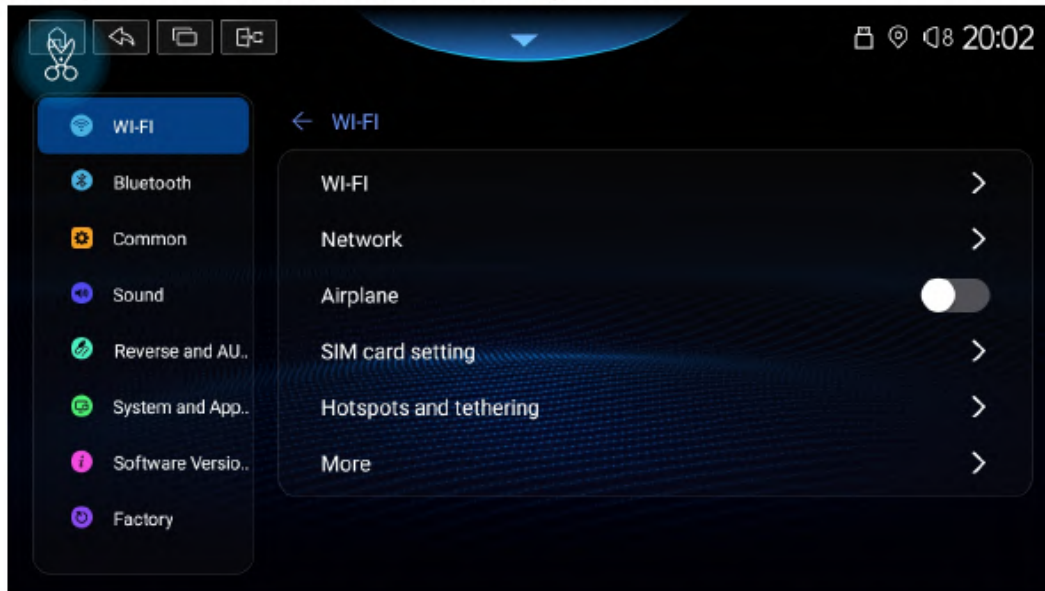 8 20:02
WI-FI
Bluetooth
Common
Sound
Reverse and AU..
System and App..
Software Versio..
Factory
WI-FI
WI-FI
Network
Airplane
SIM card setting
Hotspots and tethering
More